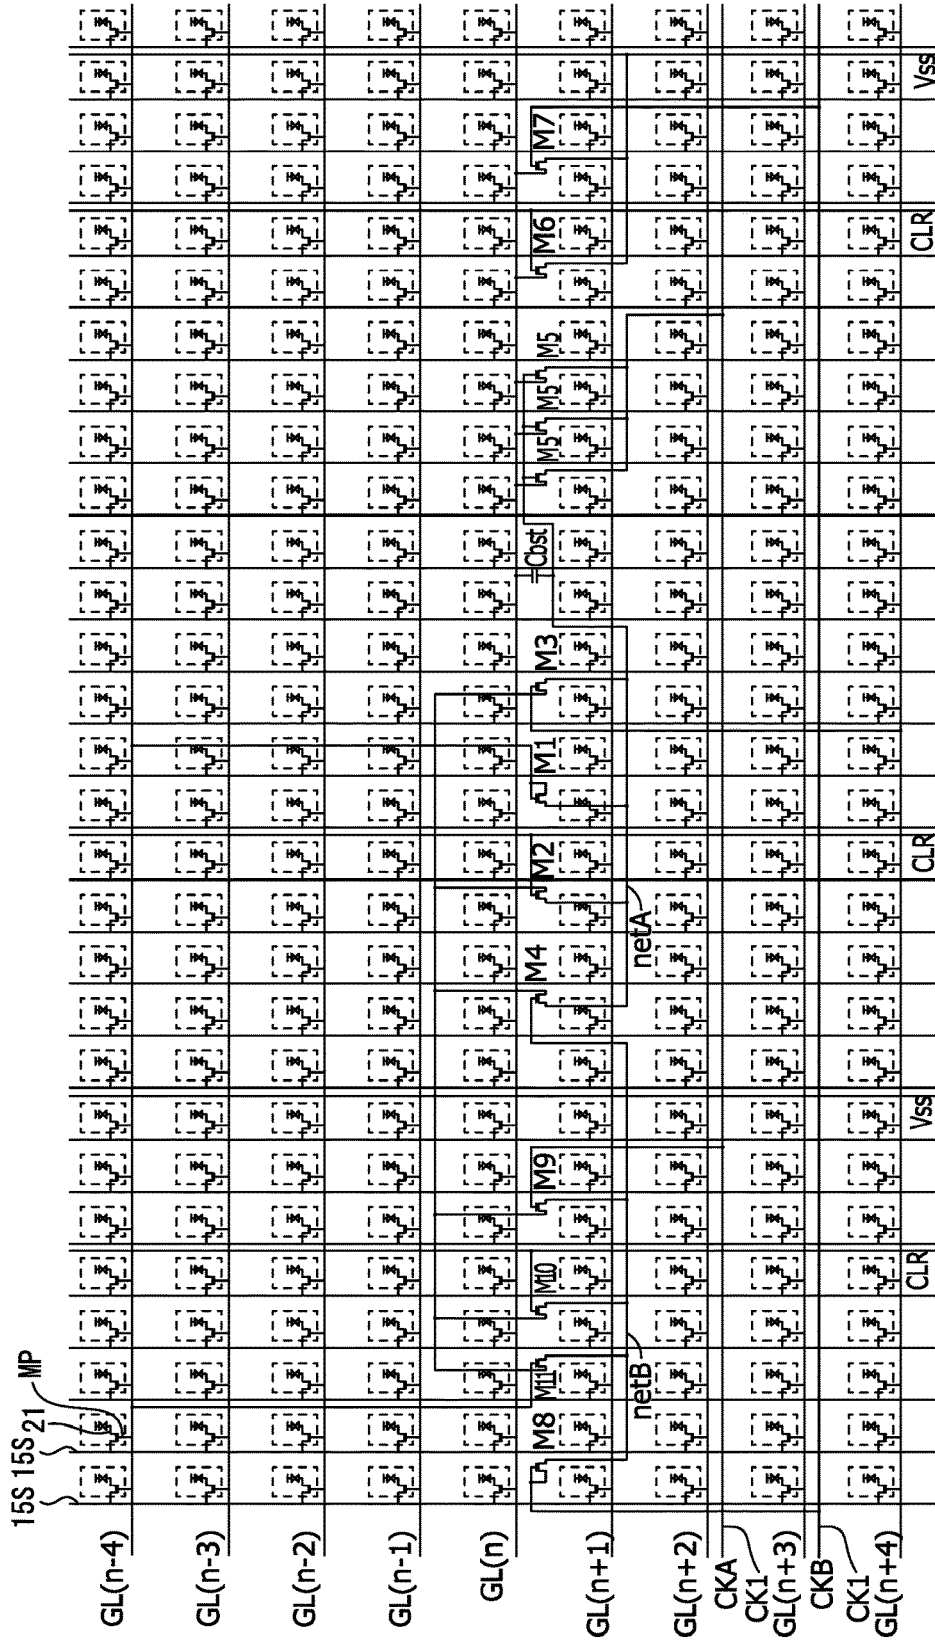 15S
15S
21
MP
GL(n-4)
GL(n-3)
GL(n-2)
GL(n-1)
GL(n)
GL(n+1)
GL(n+2)
CKA
CK1
GL(n+3)
CKB
CK1
GL(n+4)
M8
M11
M10
M9
M4
M2
M1
M3
Cbst
M5
M5
M5
M6
M7
netB
netA
CLR
Vss
CLR
CLR
Vss